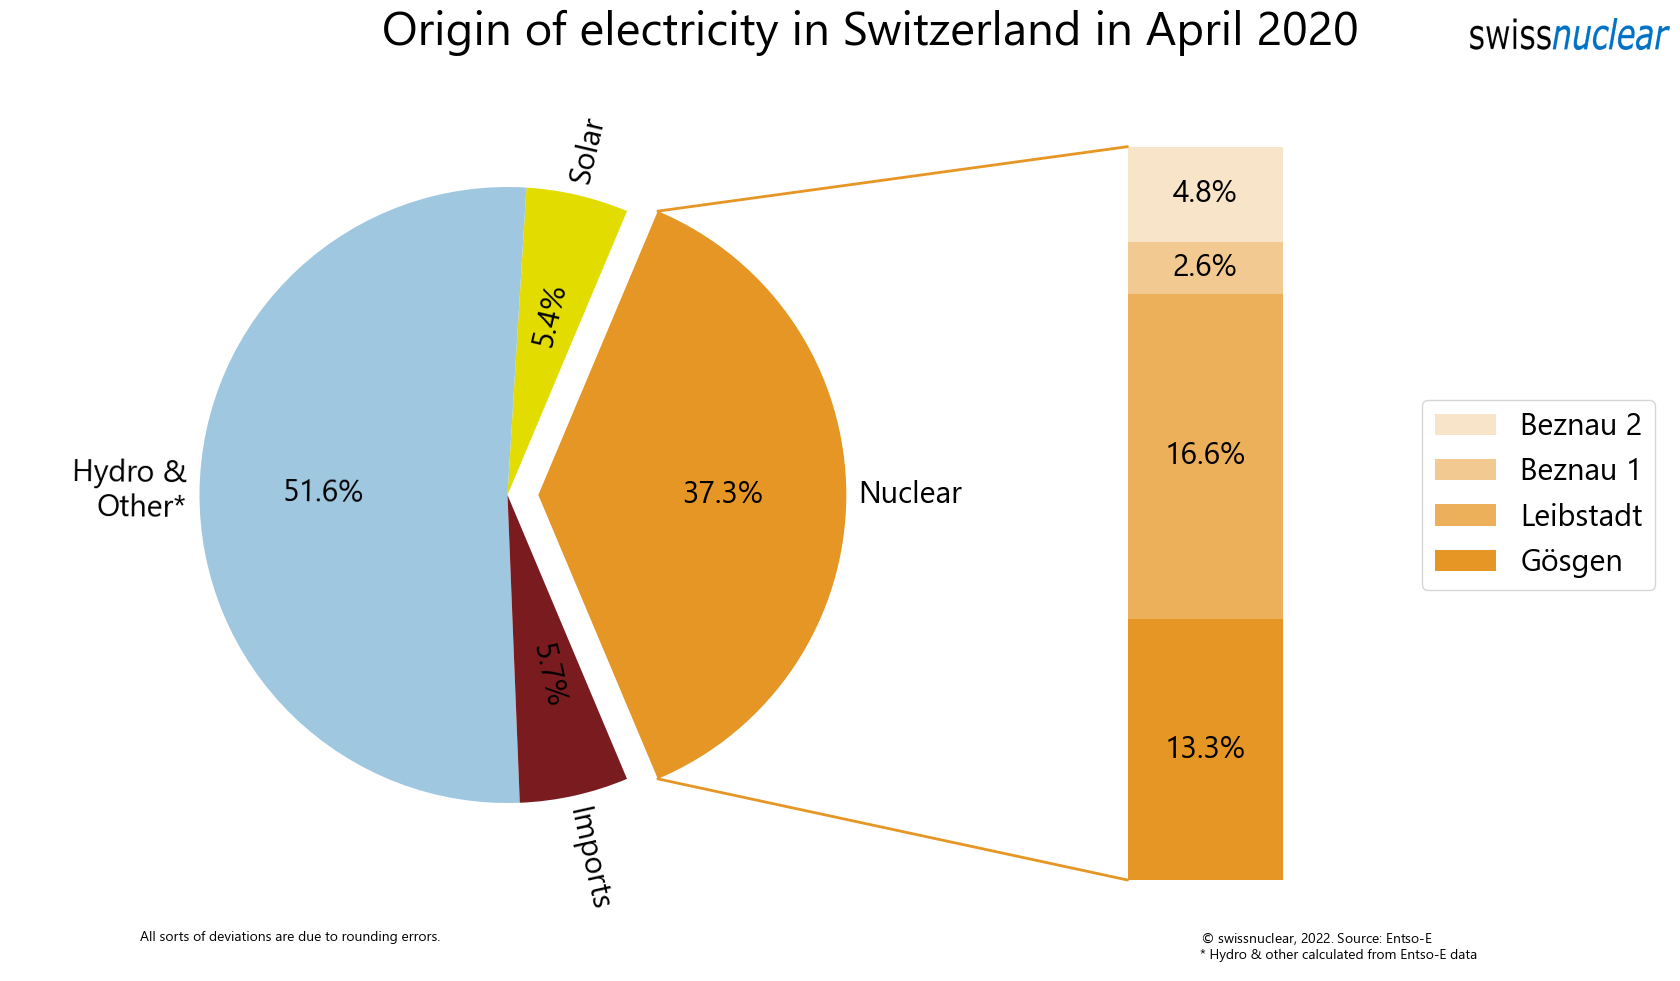 Origin of electricity in Switzerland in April 2020
swissnuclear
Solar
5.4%
Hydro &
Other*
51.6%
37.3%
Nuclear
5.7%
Imports
4.8%
2.6%
16.6%
13.3%
Beznau 2
Beznau 1
Leibstadt
Gösgen
All sorts of deviations are due to rounding errors.
© swissnuclear, 2022. Source: Entso-E
* Hydro & other calculated from Entso-E data